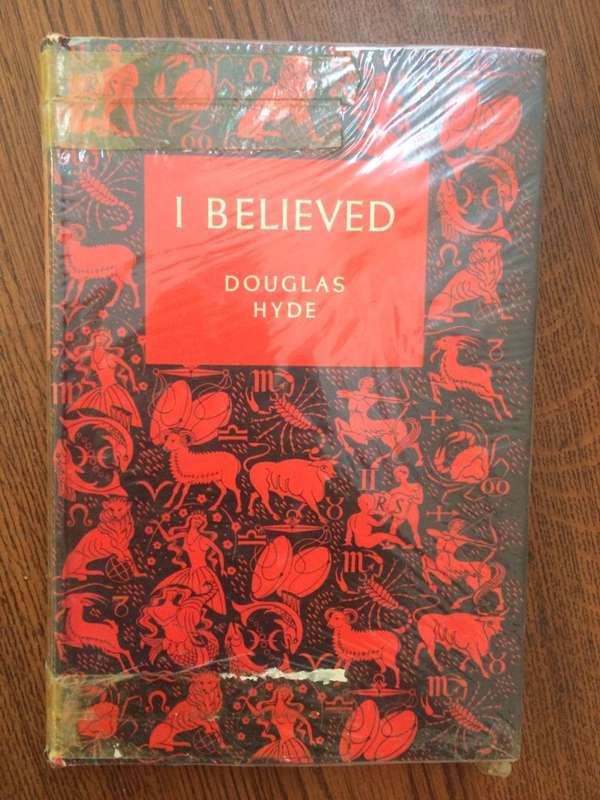 I BELIEVED
DOUGLAS
HYDE
R.S